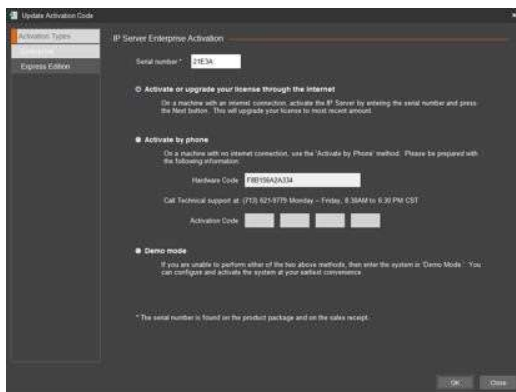 Update Activation Code
Activation Types
Enterprise
Express Edition
IP Server Enterprise Activation
Serial number * 21E3A
Activate or upgrade your license through the internet
On a machine with an internet connection, activate the IP Server by entering the serial number and press
the Next button. This will upgrade your license to most recent amount.
Activate by phone
On a machine with no internet connection, use the 'Activate by Phone' method. Please be prepared with
the following information:
Hardware Code F8B156A2A334
Call Technical support at (713) 621-9779 Monday – Friday, 8:30AM to 6:30 PM CST
Activation Code
Demo mode
If you are unable to perform either of the two above methods, then enter the system in 'Demo Mode.' You
can configure and activate the system at your earliest convenience.
* The serial number is found on the product package and on the sales receipt.
OK Close